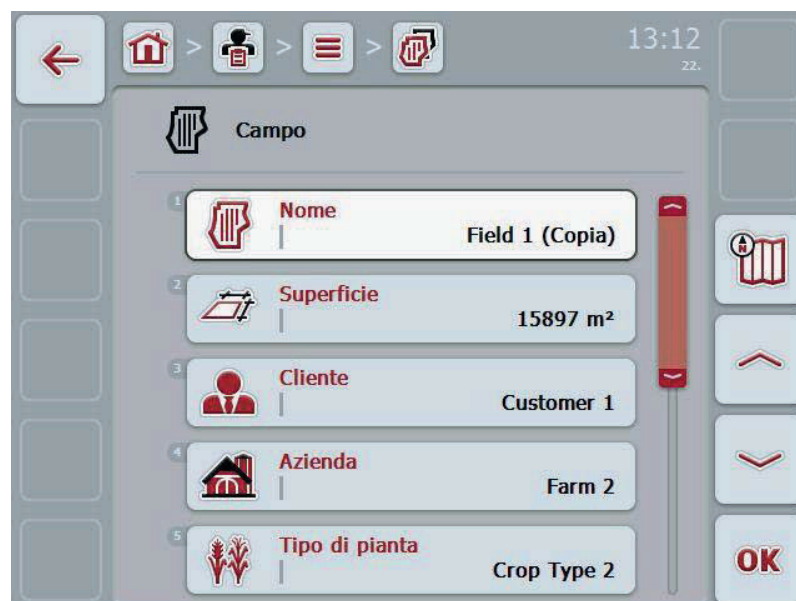 > > >
13:12
22.
Campo
1
Nome
Field 1 (Copia)
2
Superficie
15897 m²
3
Cliente
Customer 1
4
Azienda
Farm 2
5
Tipo di pianta
Crop Type 2
N
OK